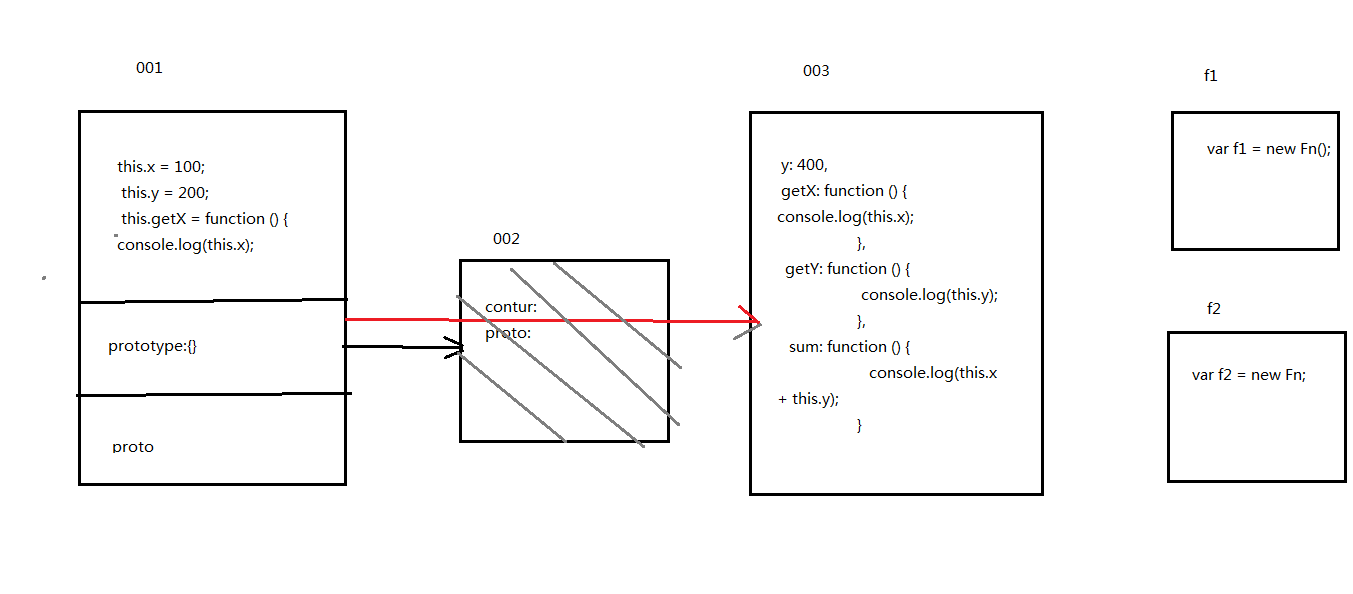 001
this.x = 100;
this.y = 200;
this.getX = function () {
console.log(this.x);
prototype:{}
proto
002
contur:
proto:
003
y: 400,
getX: function () {
console.log(this.x);
},
getY: function () {
console.log(this.y);
},
sum: function () {
console.log(this.x
+ this.y);
}
f1
var f1 = new Fn();
f2
var f2 = new Fn;